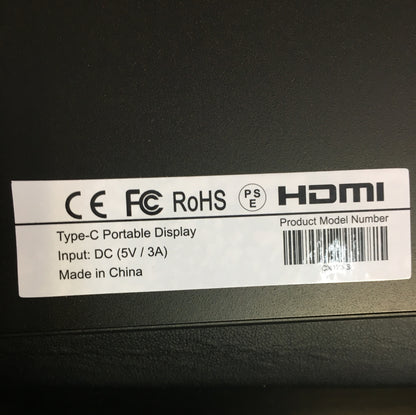 CE FC RoHS PSE HDMI
Product Model Number
Type-C Portable Display
Input: DC (5V / 3A)
Made in China